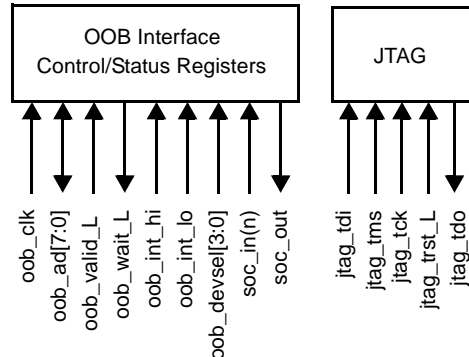 OOB Interface
Control/Status Registers
JTAG
oob_clk
oob_ad[7:0]
oob_valid_L
oob_wait_L
oob_int_hi
oob_int_lo
oob_devsel[3:0]
soc_in(n)
soc_out
jtag_tdi
jtag_tms
jtag_tck
jtag_trst_L
jtag_tdo